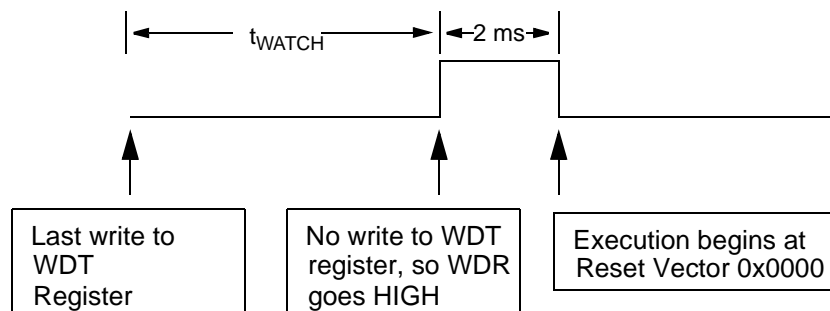 tWATCH
2 ms
Last write to
WDT
Register
No write to WDT
register, so WDR
goes HIGH
Execution begins at
Reset Vector 0x0000